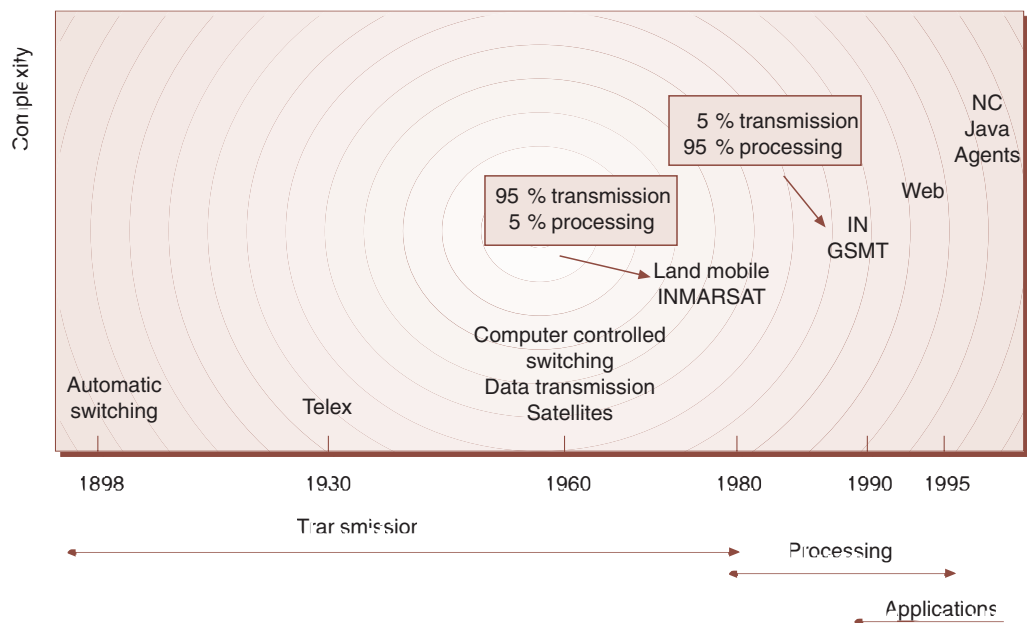 Complexity
NC
Java
Agents
5 % transmission
95 % processing
Web
95 % transmission
5 % processing
IN
GSMT
Land mobile
INMARSAT
Computer controlled
switching
Data transmission
Satellites
Automatic
switching
Telex
1898
1930
1960
1980
1990
1995
Transmission
Processing
Applications